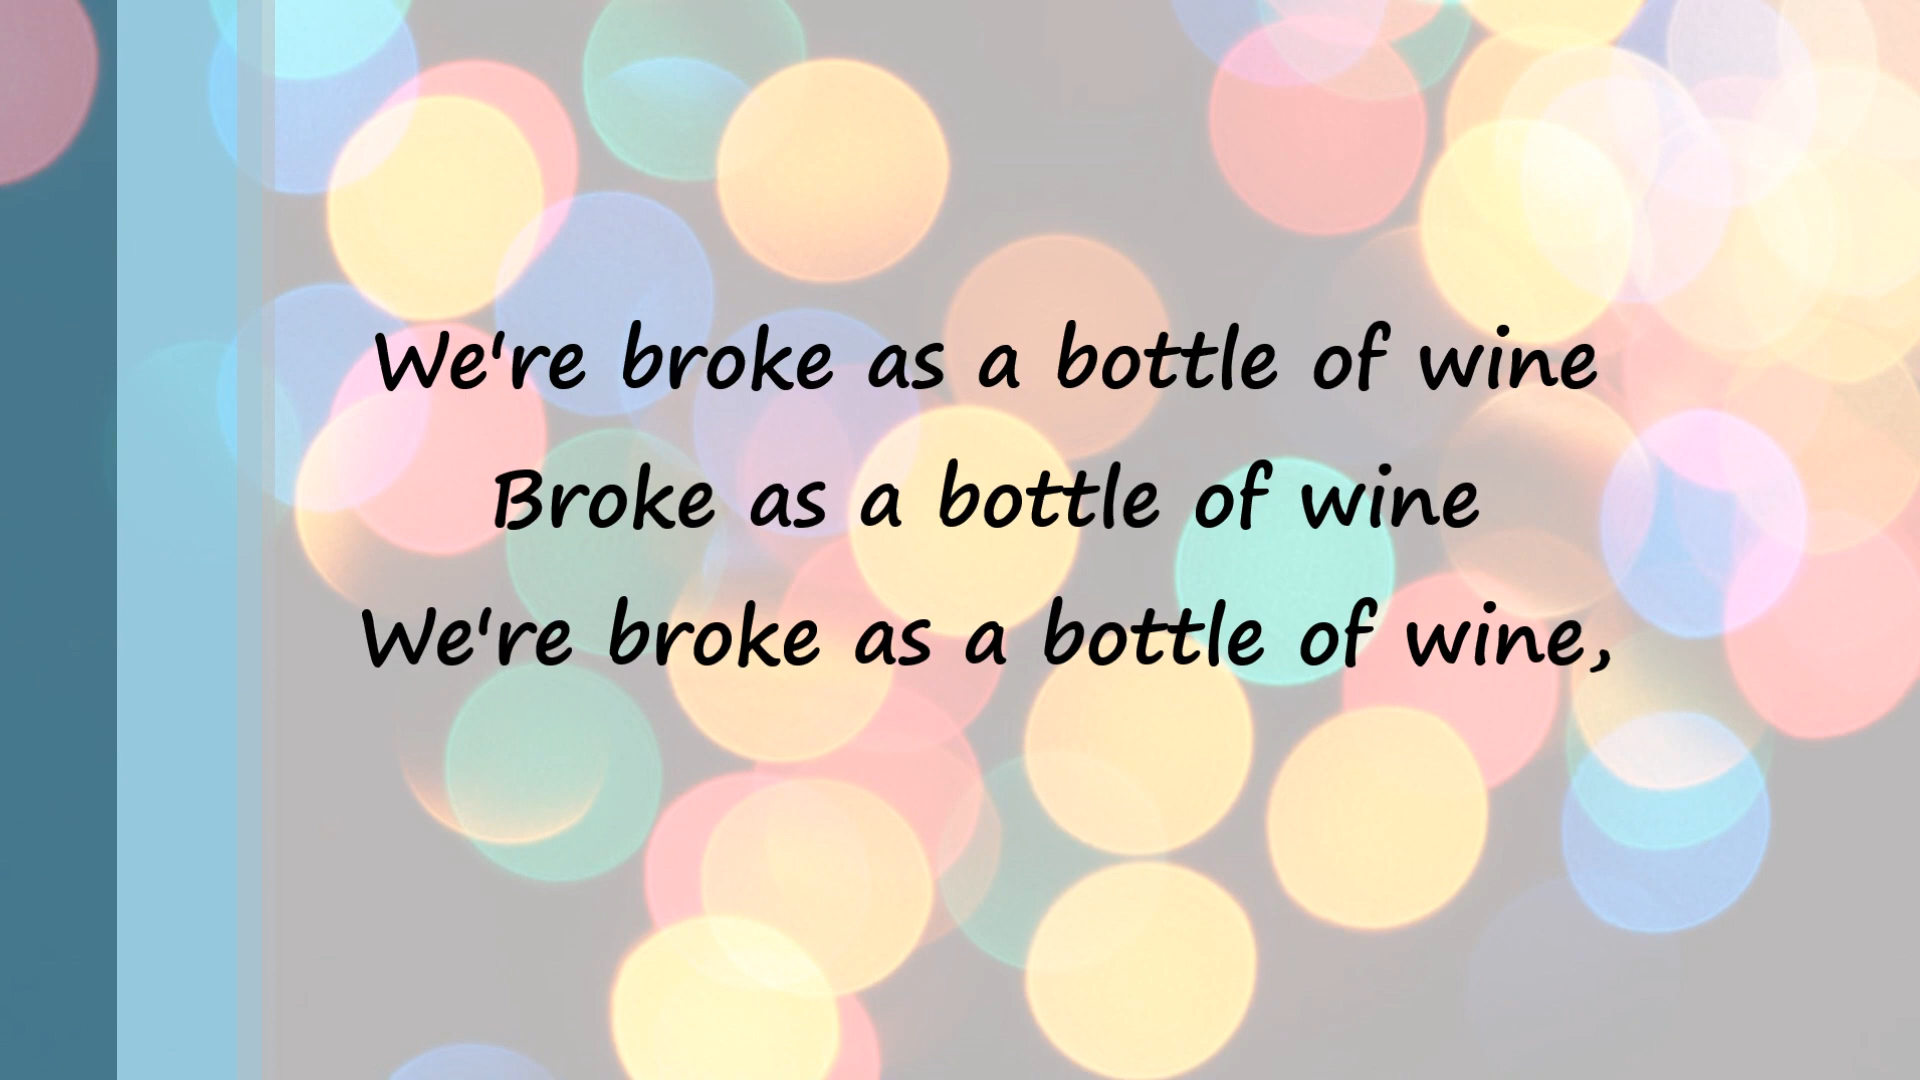 We're broke as a bottle of wine
Broke as a bottle of wine
We're broke as a bottle of wine,